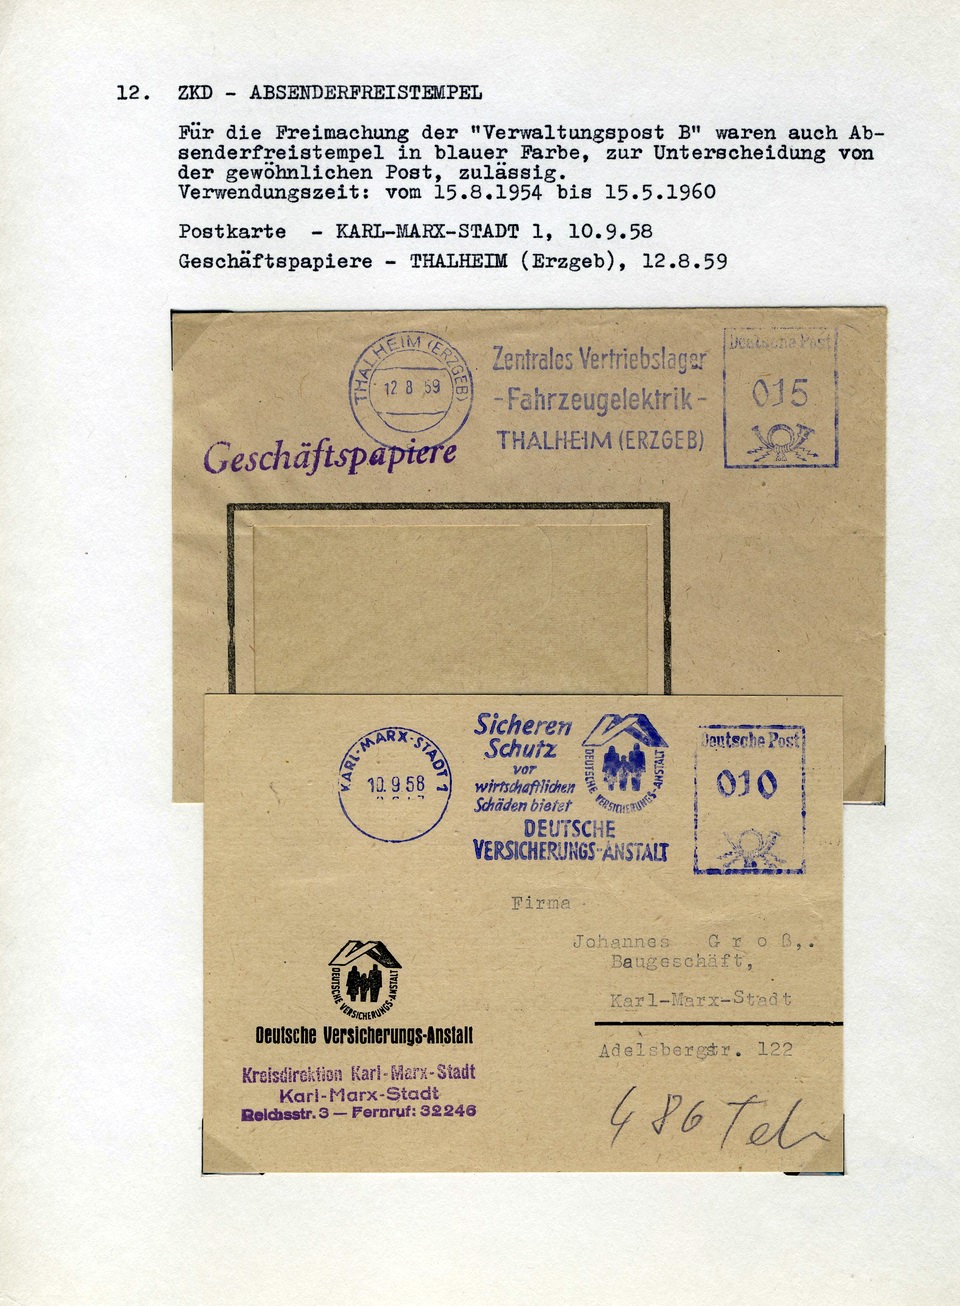 12. ZKD - ABSENDERFREISTEMPEL
Für die Freimachung der "Verwaltungspost B" waren auch Ab-
senderfreistempel in blauer Farbe, zur Unterscheidung von
der gewöhnlichen Post, zulässig.
Verwendungszeit: vom 15.8.1954 bis 15.5.1960
Postkarte - KARL-MARX-STADT 1, 10.9.58
Geschäftspapiere - THALHEIM (Erzgeb), 12.8.59
THALHEIM (ERZGEB)
12 8 59
Zentrales Vertriebslager
-Fahrzeugelektrik-
THALHEIM (ERZGEB)
Deutsche Post
015
Geschäftspapiere
KARL-MARX-STADT 1
10.9.58
Sicheren
Schutz
vor
wirtschaftlichen
Schäden bietet
DEUTSCHE
VERSICHERUNGS-ANSTALT
DEUTSCHE VERSICHERUNGS-ANSTALT
Deutsche Post
010
Firma
Johannes G r o ß,.
Baugeschäft,
Karl-Marx-Stadt
Adelsbergstr. 122
DEUTSCHE VERSICHERUNGS-ANSTALT
Deutsche Versicherungs-Anstalt
Kreisdirektion Karl-Marx-Stadt
Karl-Marx-Stadt
Reichsstr. 3 — Fernruf: 32246
486